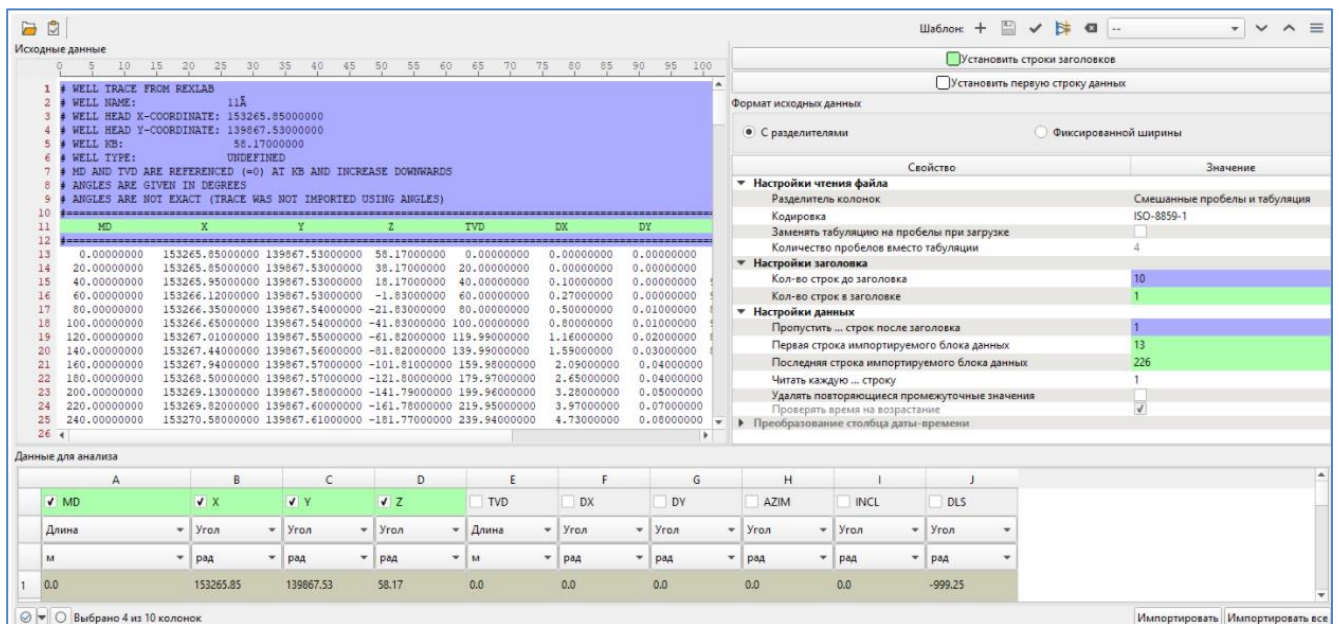 Шаблон: --
Исходные данные
0 5 10 15 20 25 30 35 40 45 50 55 60 65 70 75 80 85 90 95 100
1 # WELL TRACE FROM REXLAB
2 # WELL NAME: 11Ã
3 # WELL HEAD X-COORDINATE: 153265.85000000
4 # WELL HEAD Y-COORDINATE: 139867.53000000
5 # WELL KB: 58.17000000
6 # WELL TYPE: UNDEFINED
7 # MD AND TVD ARE REFERENCED (=0) AT KB AND INCREASE DOWNWARDS
8 # ANGLES ARE GIVEN IN DEGREES
9 # ANGLES ARE NOT EXACT (TRACE WAS NOT IMPORTED USING ANGLES)
10 #==========
11 MD X Y Z TVD DX DY
12 #==========
13 0.00000000 153265.85000000 139867.53000000 58.17000000 0.00000000 0.00000000 0.00000000
14 20.00000000 153265.85000000 139867.53000000 38.17000000 20.00000000 0.00000000 0.00000000
15 40.00000000 153265.95000000 139867.53000000 18.17000000 40.00000000 0.10000000 0.00000000
16 60.00000000 153266.12000000 139867.53000000 -1.83000000 60.00000000 0.27000000 0.00000000
17 80.00000000 153266.35000000 139867.54000000 -21.83000000 80.00000000 0.50000000 0.01000000
18 100.00000000 153266.65000000 139867.54000000 -41.83000000 100.00000000 0.80000000 0.01000000
19 120.00000000 153267.01000000 139867.55000000 -61.82000000 119.99000000 1.16000000 0.02000000
20 140.00000000 153267.44000000 139867.56000000 -81.82000000 139.99000000 1.59000000 0.03000000
21 160.00000000 153267.94000000 139867.57000000 -101.81000000 159.98000000 2.09000000 0.04000000
22 180.00000000 153268.50000000 139867.57000000 -121.80000000 179.97000000 2.65000000 0.04000000
23 200.00000000 153269.13000000 139867.58000000 -141.79000000 199.96000000 3.28000000 0.05000000
24 220.00000000 153269.82000000 139867.60000000 -161.78000000 219.95000000 3.97000000 0.07000000
25 240.00000000 153270.58000000 139867.61000000 -181.77000000 239.94000000 4.73000000 0.08000000
26
Установить строки заголовков
Установить первую строку данных
Формат исходных данных
С разделителями Фиксированной ширины
Свойство Значение
Настройки чтения файла
Разделитель колонок Смешанные пробелы и табуляция
Кодировка ISO-8859-1
Заменять табуляцию на пробелы при загрузке
Количество пробелов вместо табуляции 4
Настройки заголовка
Кол-во строк до заголовка 10
Кол-во строк в заголовке 1
Настройки данных
Пропустить ... строк после заголовка 1
Первая строка импортируемого блока данных 13
Последняя строка импортируемого блока данных 226
Читать каждую ... строку 1
Удалять повторяющиеся промежуточные значения
Проверять время на возрастание
Преобразование столбца даты-времени
Данные для анализа
A B C D E F G H I J
MD X Y Z TVD DX DY AZIM INCL DLS
Длина Угол Угол Угол Длина Угол Угол Угол Угол Угол
м рад рад рад м рад рад рад рад рад
1 0.0 153265.85 139867.53 58.17 0.0 0.0 0.0 0.0 0.0 -999.25
Выбрано 4 из 10 колонок Импортировать Импортировать все